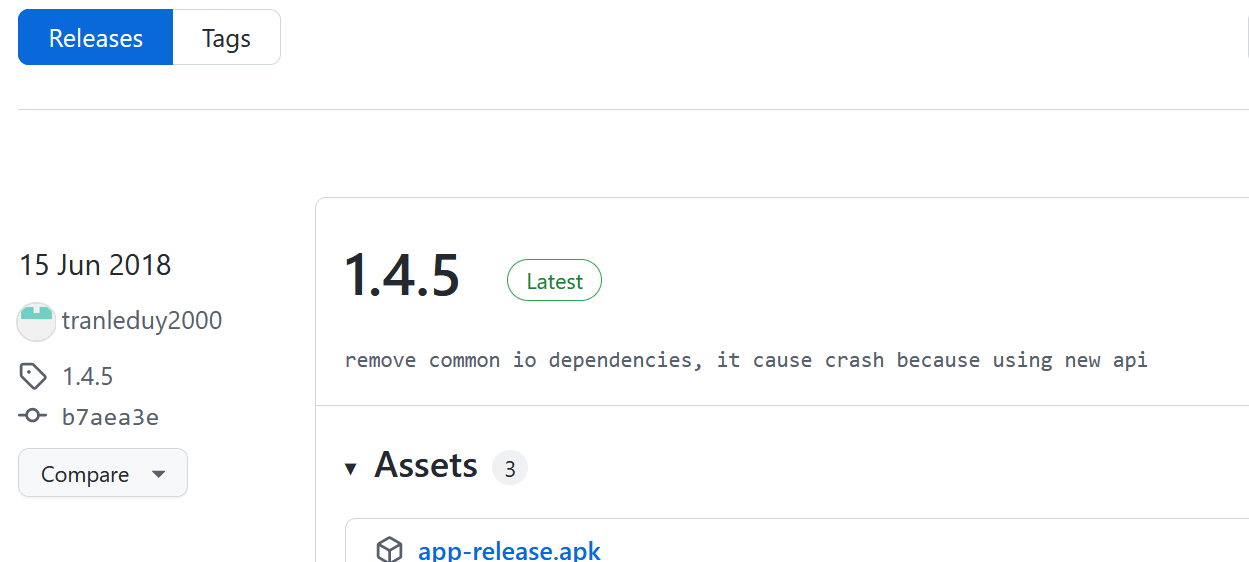 Releases
Tags
15 Jun 2018
tranleduy2000
1.4.5
b7aea3e
Compare
1.4.5
Latest
remove common io dependencies, it cause crash because using new api
Assets 3
app-release.apk